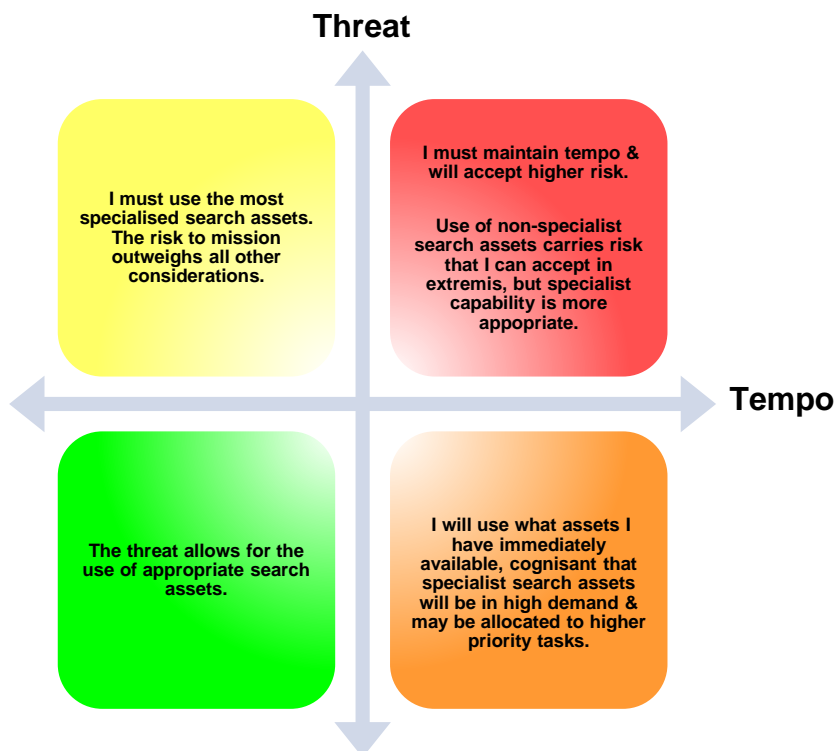 Threat
I must use the most
specialised search assets.
The risk to mission
outweighs all other
considerations.
I must maintain tempo &
will accept higher risk.
Use of non-specialist
search assets carries risk
that I can accept in
extremis, but specialist
capability is more
appopriate.
Tempo
The threat allows for the
use of appropriate search
assets.
I will use what assets I
have immediately
available, cognisant that
specialist search assets
will be in high demand &
may be allocated to higher
priority tasks.